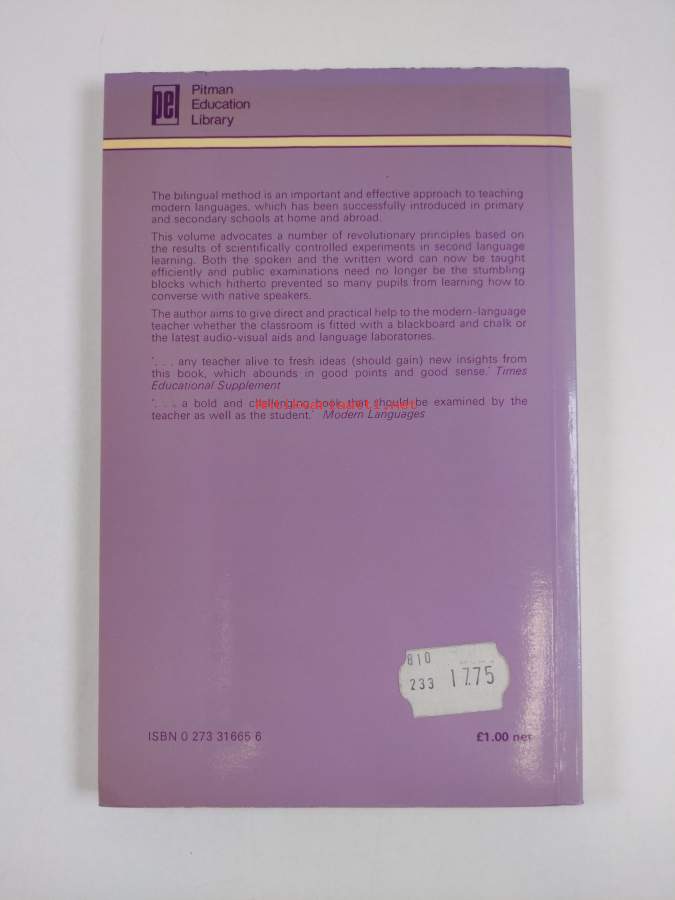 pel
Pitman
Education
Library
The bilingual method is an important and effective approach to teaching
modern languages, which has been successfully introduced in primary
and secondary schools at home and abroad.
This volume advocates a number of revolutionary principles based on
the results of scientifically controlled experiments in second language
learning. Both the spoken and the written word can now be taught
efficiently and public examinations need no longer be the stumbling
blocks which hitherto prevented so many pupils from learning how to
converse with native speakers.
The author aims to give direct and practical help to the modern-language
teacher whether the classroom is fitted with a blackboard and chalk or
the latest audio-visual aids and language laboratories.
'. . . any teacher alive to fresh ideas (should gain) new insights from
this book, which abounds in good points and good sense.' Times
Educational Supplement
'. . . a bold and challenging book that should be examined by the
teacher as well as the student.' Modern Languages
810
233 17.75
ISBN 0 273 31665 6
£1.00 net